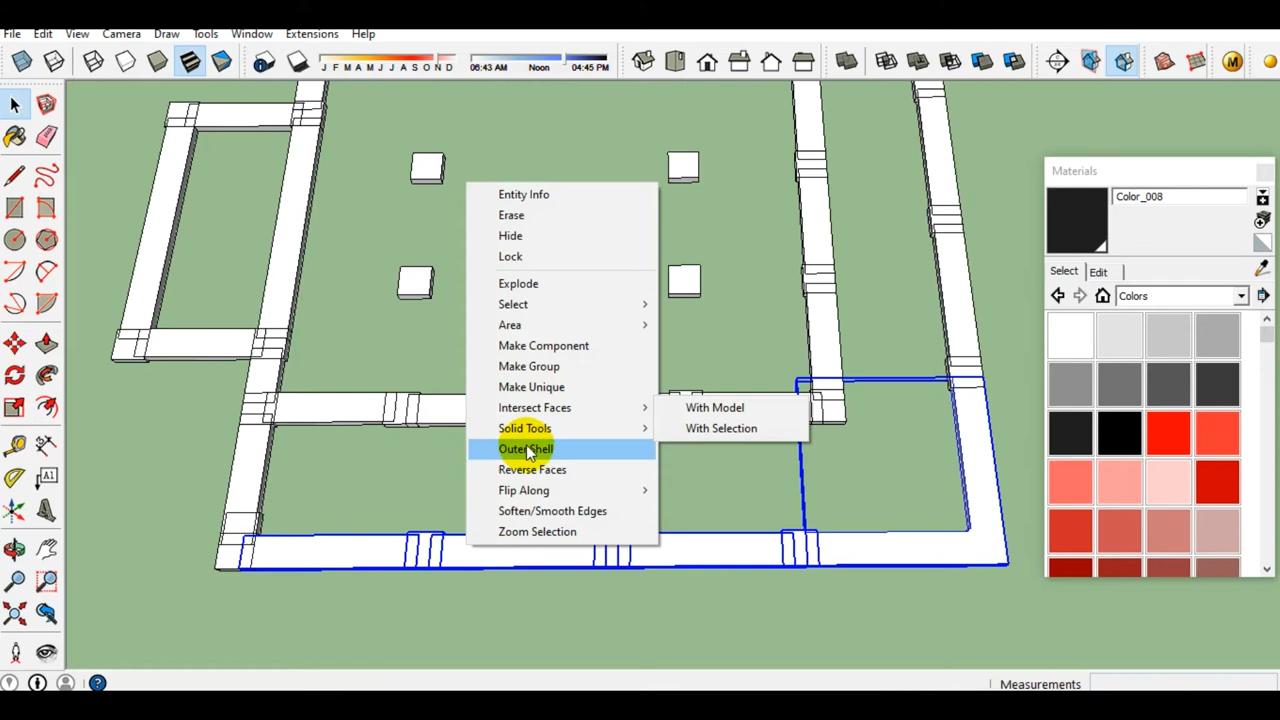 File Edit View Camera Draw Tools Window Extensions Help
J F M A M J J A S O N D 06:43 AM Noon 04:45 PM
M
Materials
Color_008
Select Edit
Colors
Entity Info
Erase
Hide
Lock
Explode
Select
Area
Make Component
Make Group
Make Unique
Intersect Faces
With Model
Solid Tools
With Selection
Outer Shell
Reverse Faces
Flip Along
Soften/Smooth Edges
Zoom Selection
A1
Measurements